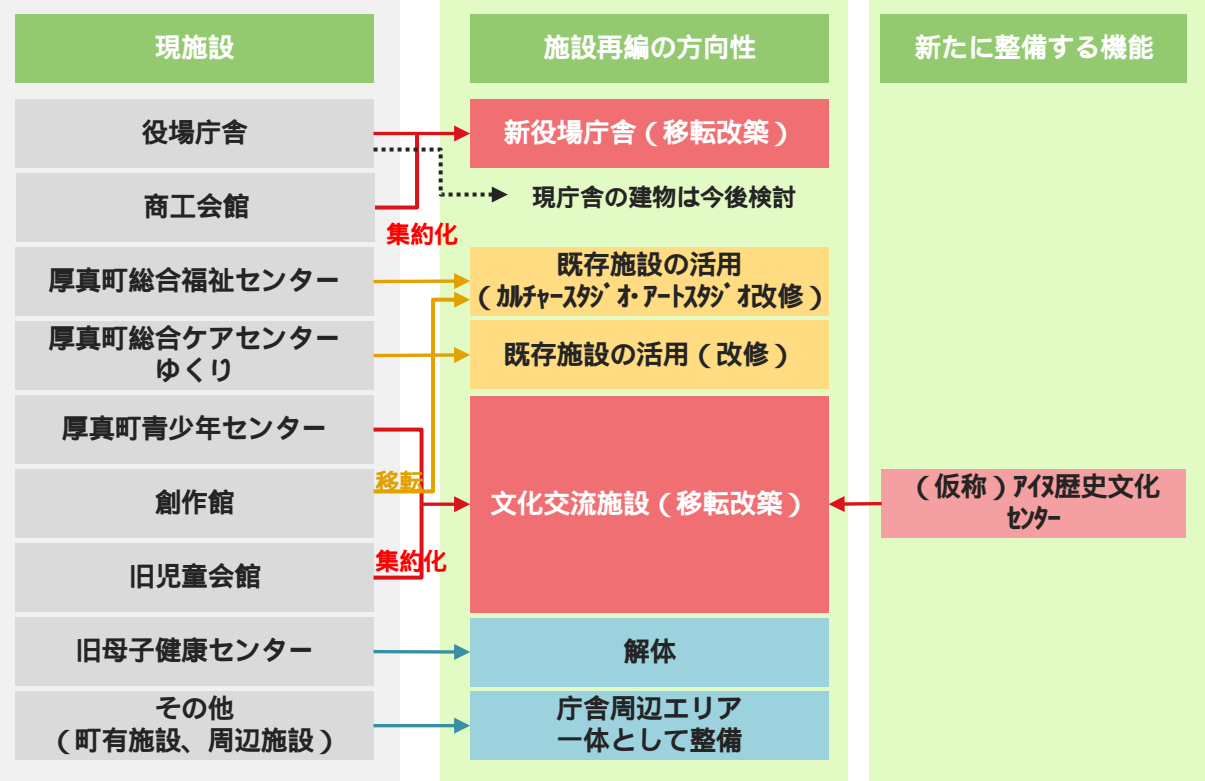 現施設
施設再編の方向性
新たに整備する機能
役場庁舎
新役場庁舎（移転改築）
現庁舎の建物は今後検討
商工会館
集約化
厚真町総合福祉センター
既存施設の活用
（ｶﾙﾁｬｰｽﾀｼﾞｵ・ｱｰﾄｽﾀｼﾞｵ改修）
厚真町総合ケアセンター
ゆくり
既存施設の活用（改修）
厚真町青少年センター
移転
創作館
文化交流施設（移転改築）
（仮称）ｱｲﾇ歴史文化
ｾﾝﾀｰ
集約化
旧児童会館
旧母子健康センター
解体
その他
（町有施設、周辺施設）
庁舎周辺エリア
一体として整備